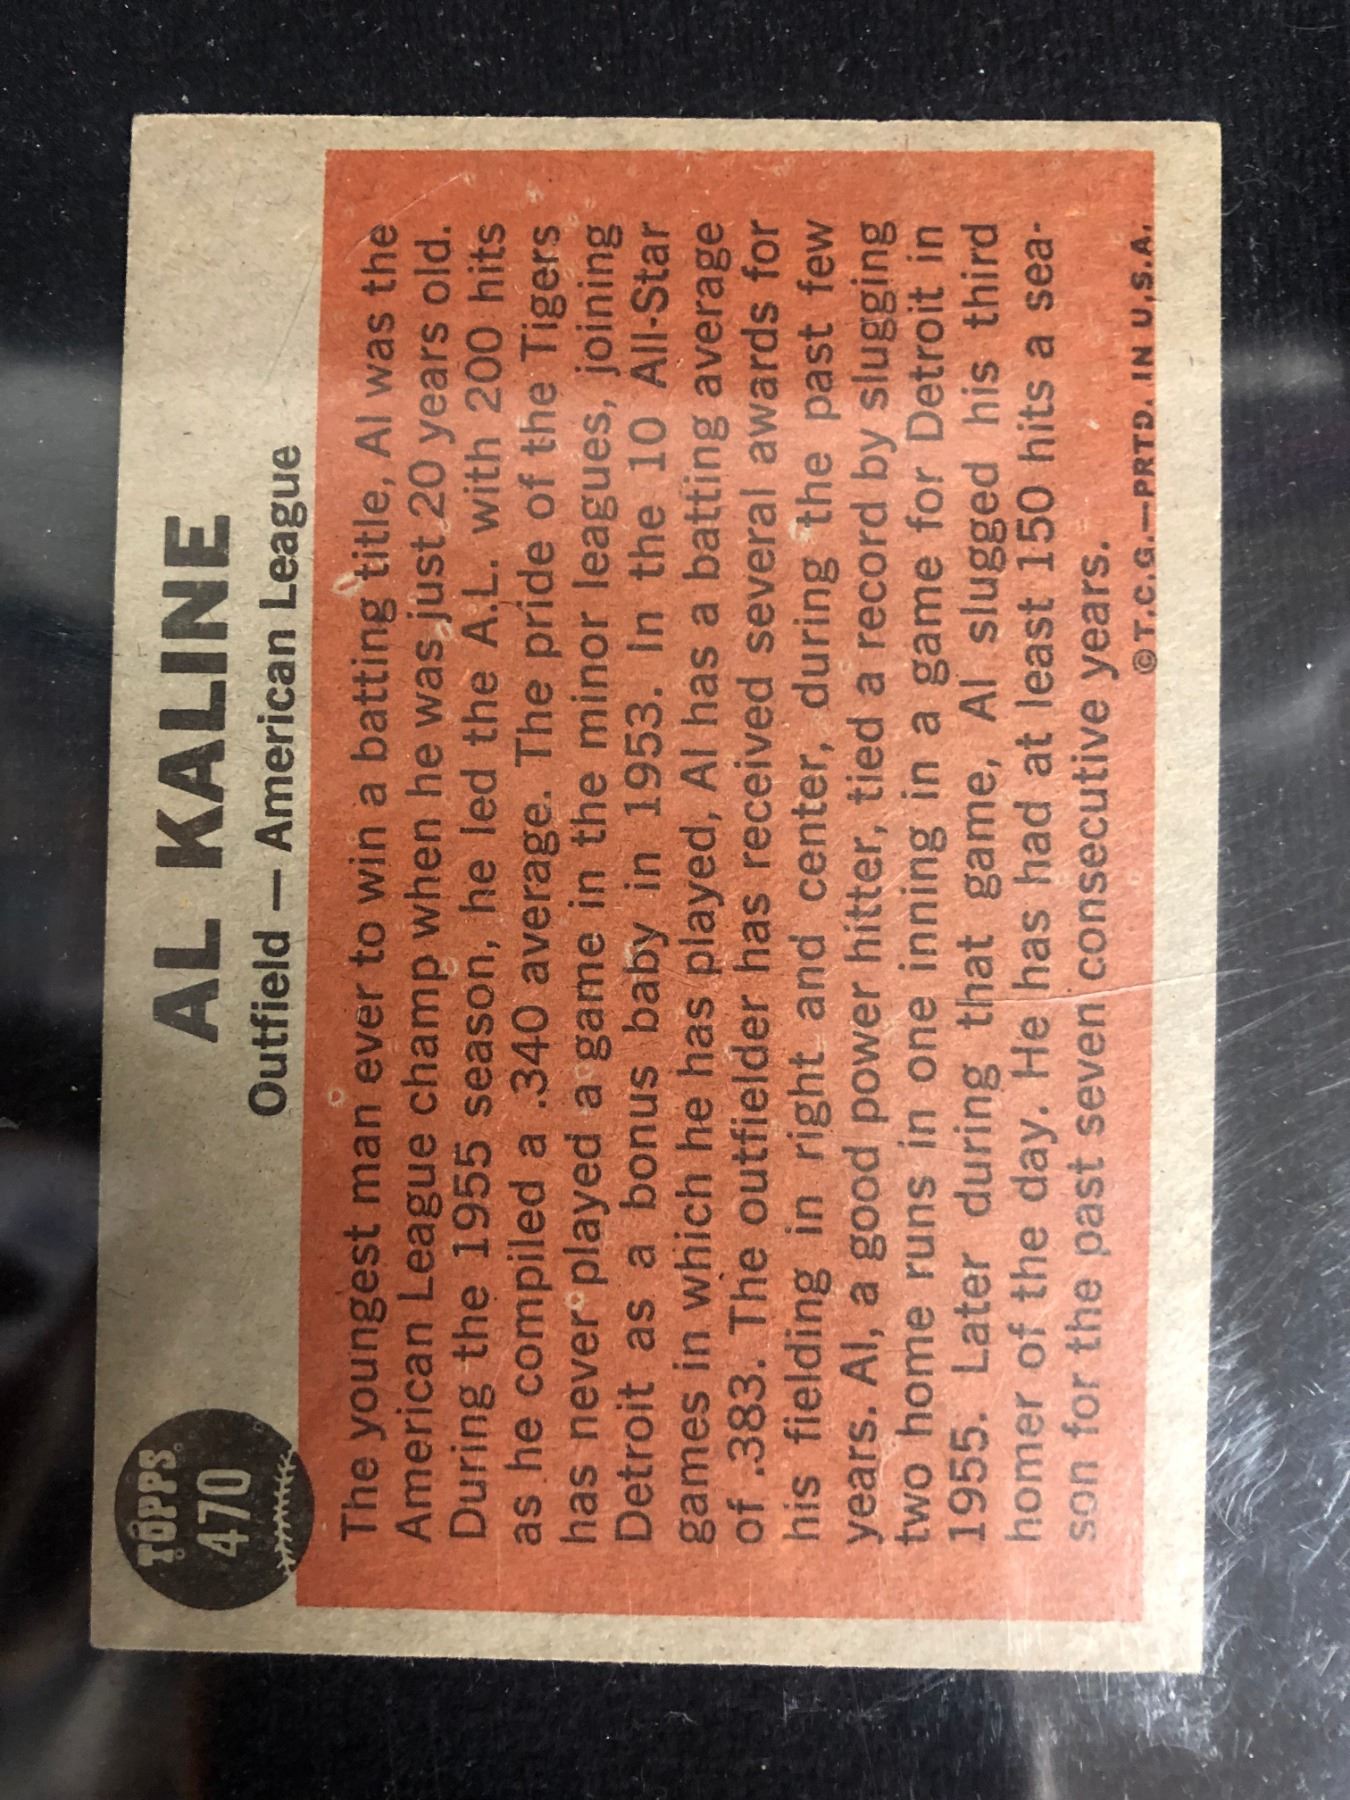 TOPPS
470
AL KALINE
Outfield — American League
The youngest man ever to win a batting title, Al was the
American League champ when he was just 20 years old.
During the 1955 season, he led the A.L. with 200 hits
as he compiled a .340 average. The pride of the Tigers
has never played a game in the minor leagues, joining
Detroit as a bonus baby in 1953. In the 10 All-Star
games in which he has played, Al has a batting average
of .383. The outfielder has received several awards for
his fielding in right and center, during the past few
years. Al, a good power hitter, tied a record by slugging
two home runs in one inning in a game for Detroit in
1955. Later during that game, Al slugged his third
homer of the day. He has had at least 150 hits a sea-
son for the past seven consecutive years.
© T.C.G.—PRTD. IN U.S.A.